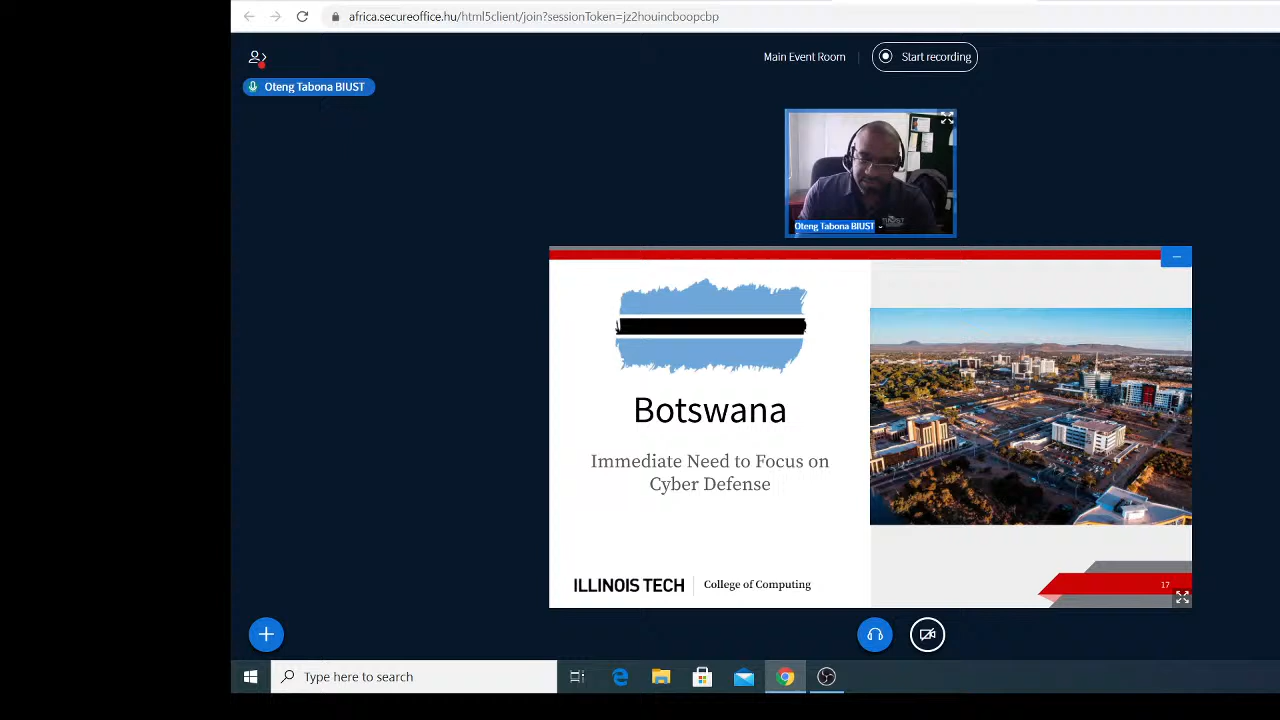 africa.secureoffice.hu/html5client/join?sessionToken=jz2houincboopcbp
Main Event Room
Start recording
Oteng Tabona BIUST
Oteng Tabona BIUST
Botswana
Immediate Need to Focus on
Cyber Defense
ILLINOIS TECH
College of Computing
17
Type here to search